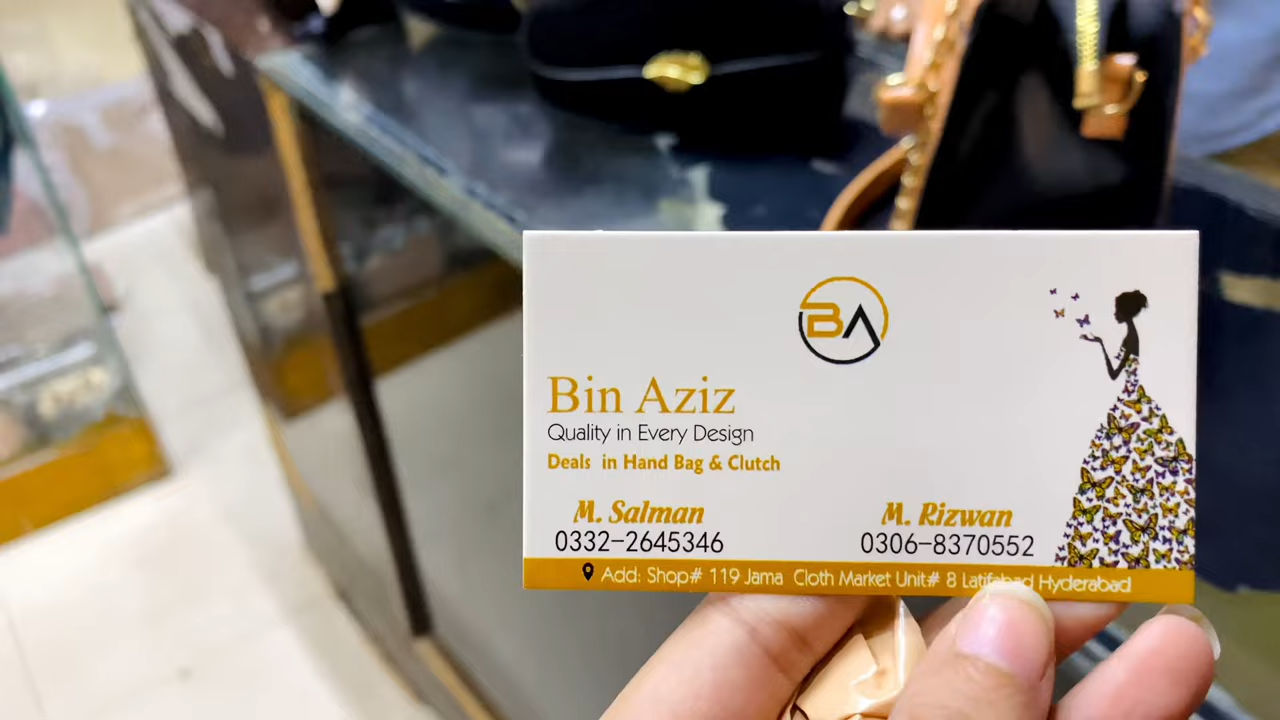 BA
Bin Aziz
Quality in Every Design
Deals in Hand Bag & Clutch
M. Salman
0332-2645346
M. Rizwan
0306-8370552
Add: Shop# 119 Jama Cloth Market Unit# 8 Latifabad Hyderabad